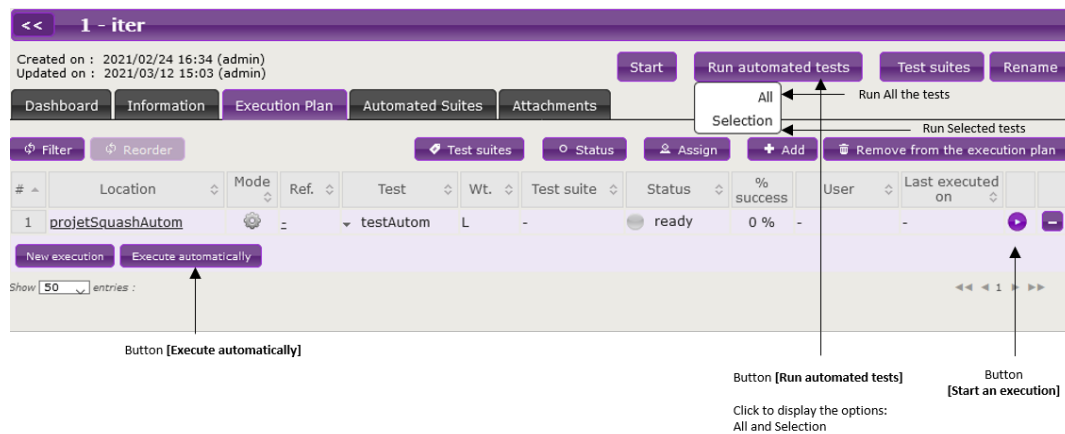 << 1 - iter
Created on : 2021/02/24 16:34 (admin)
Updated on : 2021/03/12 15:03 (admin)
Start Run automated tests Test suites Rename
All Run All the tests
Selection Run Selected tests
Dashboard Information Execution Plan Automated Suites Attachments
Filter Reorder Test suites Status Assign Add Remove from the execution plan
# Location Mode Ref. Test Wt. Test suite Status % success User Last executed on
1 projetSquashAutom - testAutom L - ready 0 % - -
New execution Execute automatically
Show 50 entries : 1
Button [Execute automatically]
Button [Run automated tests]
Click to display the options:
All and Selection
Button
[Start an execution]